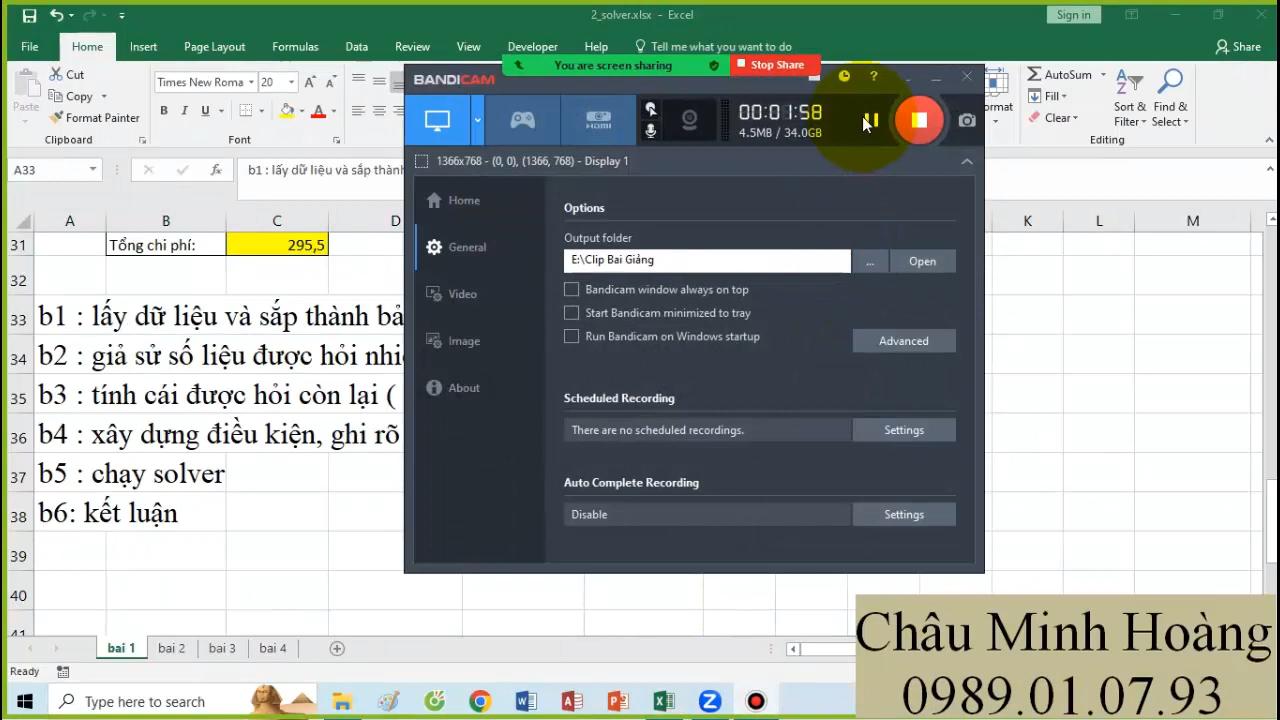 2_solver.xlsx - Excel
Sign in
File Home Insert Page Layout Formulas Data Review View Developer Help Tell me what you want to do Share
You are screen sharing Stop Share
Cut
Copy
Format Painter
Paste
Clipboard
Times New Roma 20
B I U
AutoSum
Fill
Clear
Sort & Filter
Find & Select
Editing
A33
fx
b1 : lấy dữ liệu và sắp thành
BANDICAM
HDMI
00:01:58
4.5MB / 34.0GB
1366x768 - (0, 0), (1366, 768) - Display 1
Home
General
Video
Image
About
Options
Output folder
E:\Clip Bai Giảng
... Open
Bandicam window always on top
Start Bandicam minimized to tray
Run Bandicam on Windows startup
Advanced
Scheduled Recording
There are no scheduled recordings. Settings
Auto Complete Recording
Disable Settings
A B C D K L M
31 Tổng chi phí: 295,5
32
33 b1 : lấy dữ liệu và sắp thành
34 b2 : giả sử số liệu được hỏi
35 b3 : tính cái được hỏi còn lại (
36 b4 : xây dựng điều kiện, ghi rõ
37 b5 : chạy solver
38 b6: kết luận
39
40
41
bai 1 bai 2 bai 3 bai 4
Ready
Type here to search
Châu Minh Hoàng
0989.01.07.93